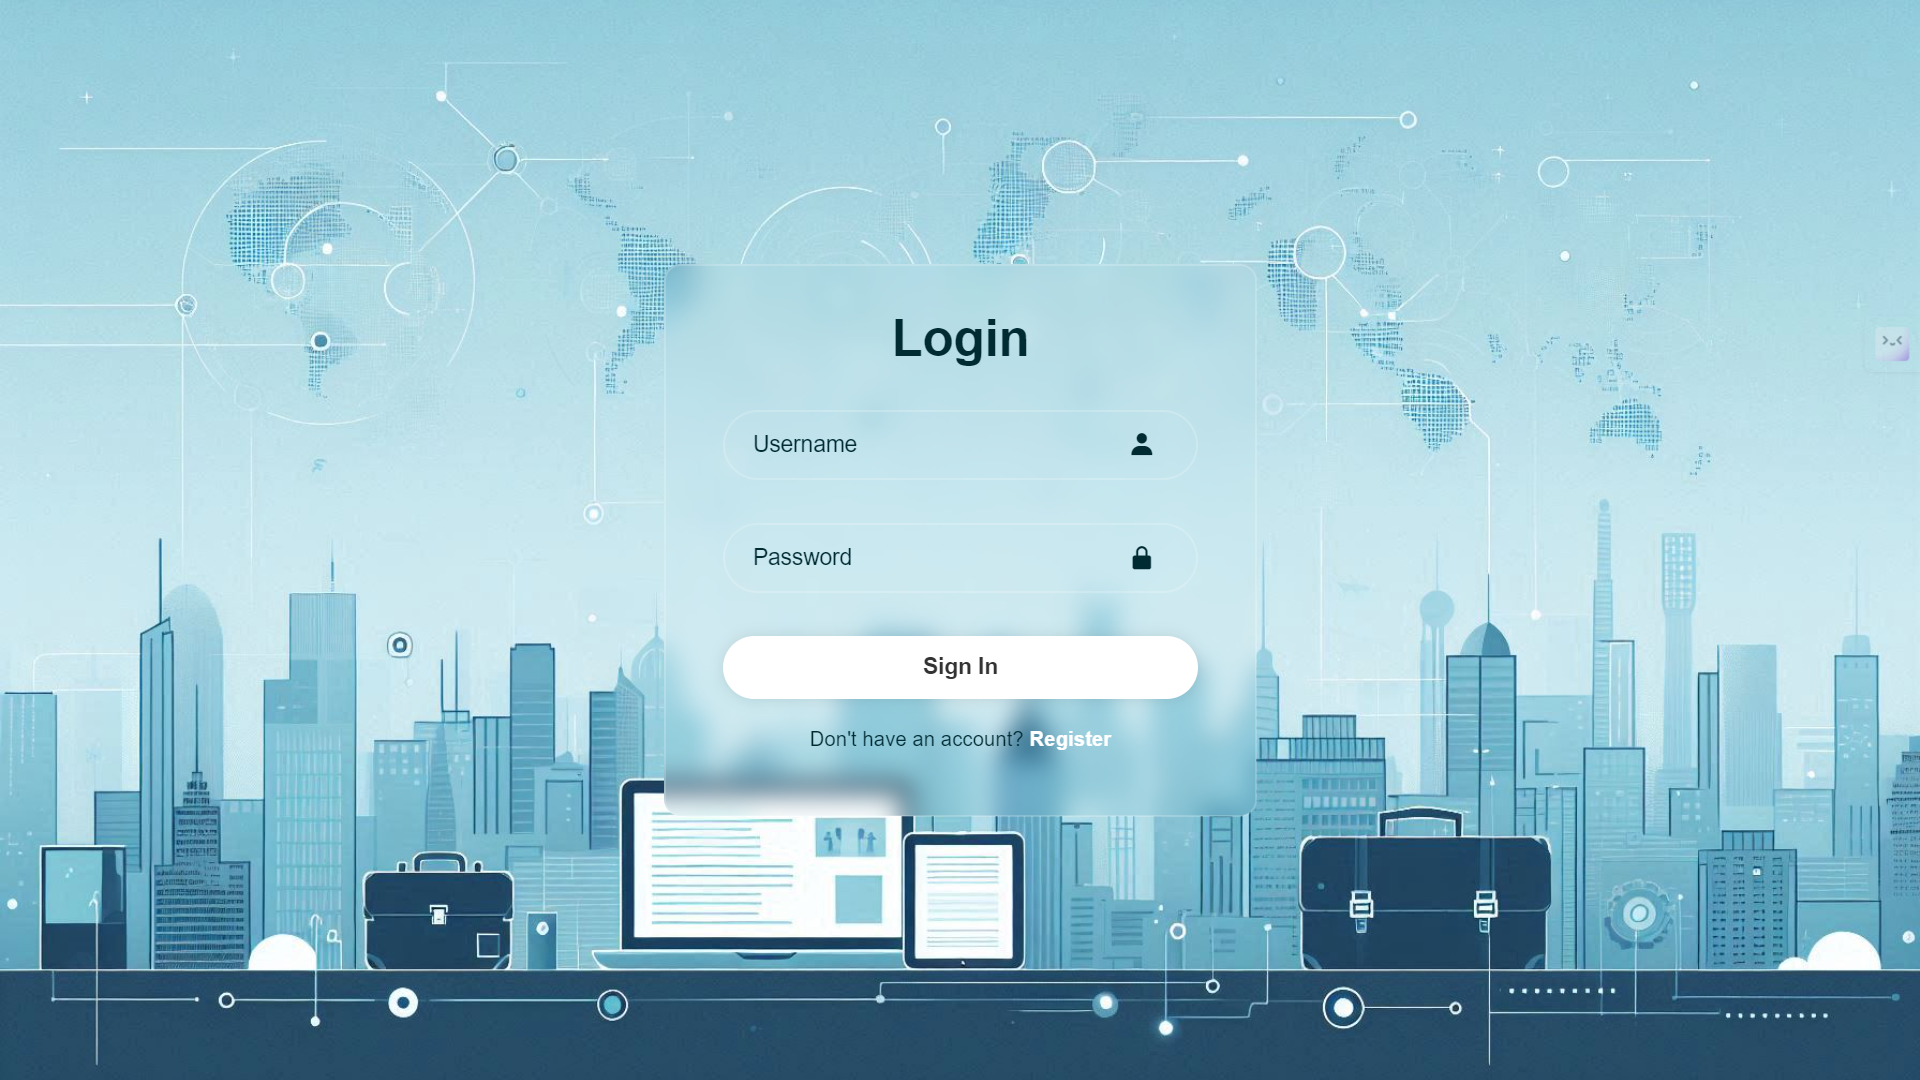 Login
Username
Password
Sign In
Don't have an account? Register